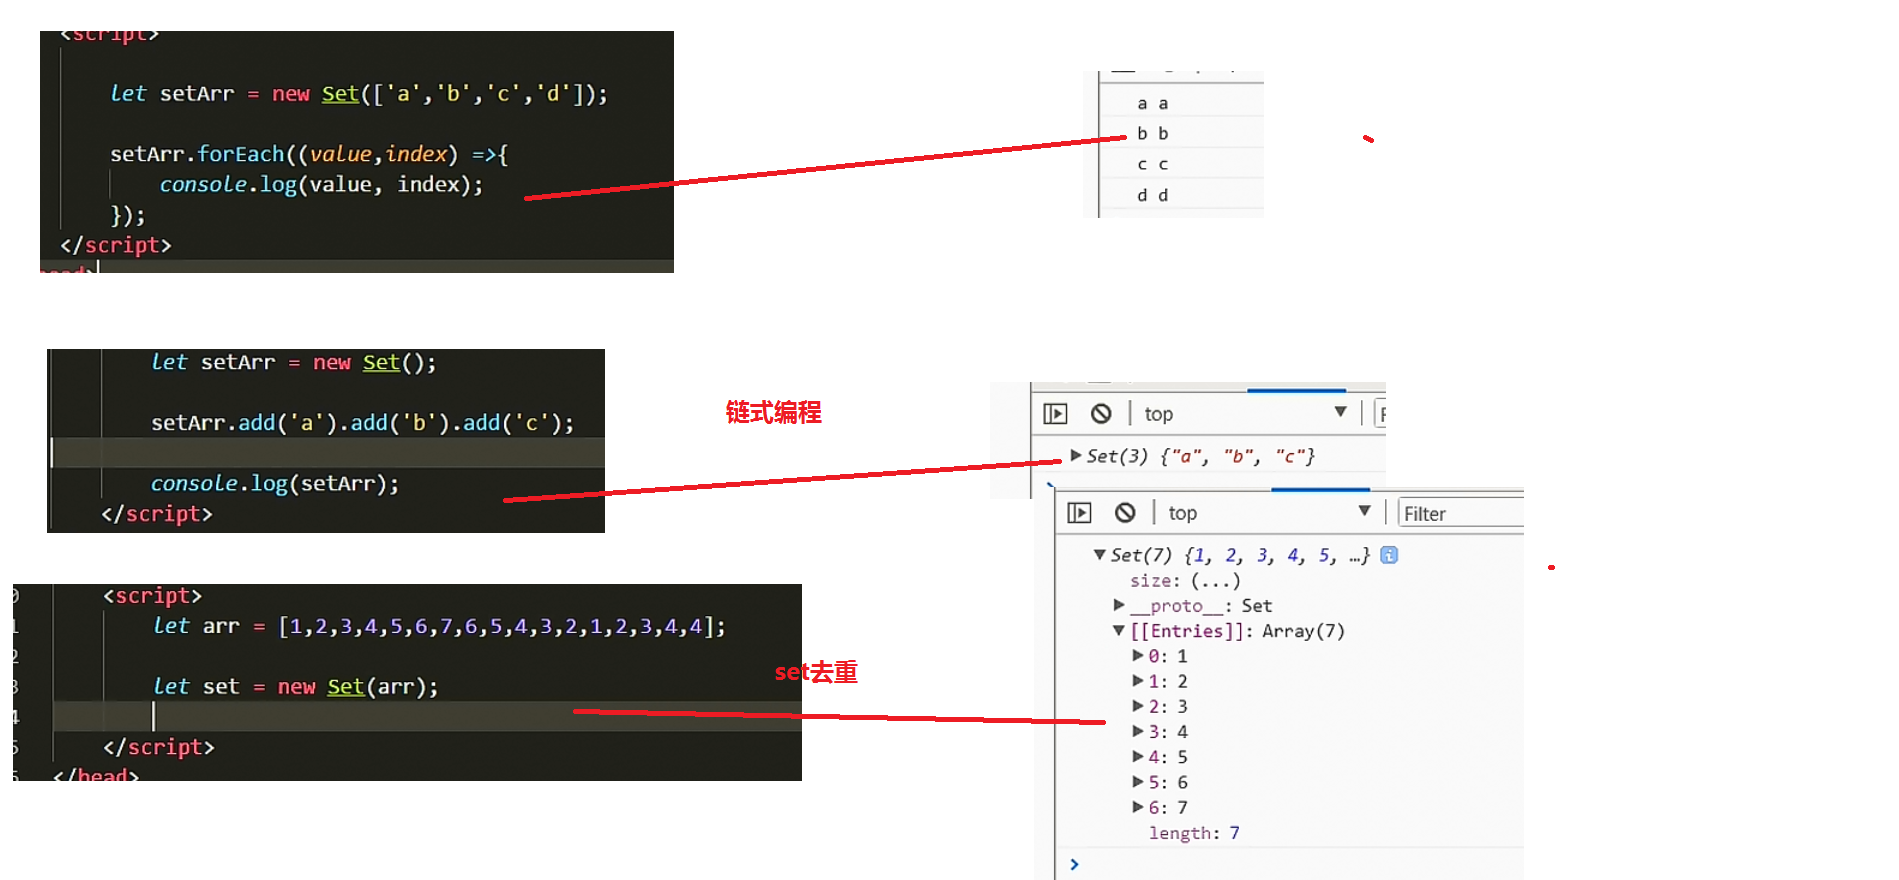 <script>
let setArr = new Set(['a','b','c','d']);
setArr.forEach((value,index) =>{
console.log(value, index);
});
</script>
a a
b b
c c
d d
let setArr = new Set();
setArr.add('a').add('b').add('c');
console.log(setArr);
</script>
链式编程
top
Set(3) {"a", "b", "c"}
<script>
let arr = [1,2,3,4,5,6,7,6,5,4,3,2,1,2,3,4,4];
let set = new Set(arr);
</script>
</head>
set去重
top
Filter
Set(7) {1, 2, 3, 4, 5, …}
size: (...)
__proto__: Set
[[Entries]]: Array(7)
0: 1
1: 2
2: 3
3: 4
4: 5
5: 6
6: 7
length: 7